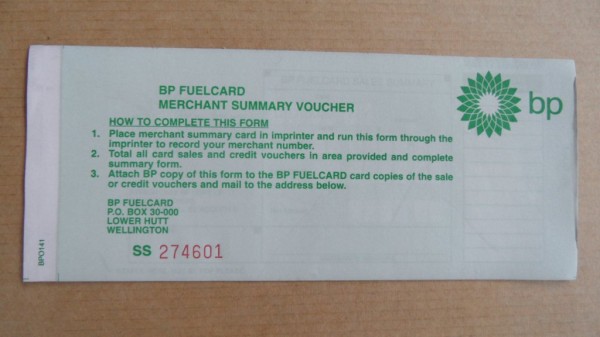 BP FUELCARD
MERCHANT SUMMARY VOUCHER
HOW TO COMPLETE THIS FORM
1. Place merchant summary card in imprinter and run this form through the
imprinter to record your merchant number.
2. Total all card sales and credit vouchers in area provided and complete
summary form.
3. Attach BP copy of this form to the BP FUELCARD card copies of the sale
or credit vouchers and mail to the address below.
BP FUELCARD
P.O. BOX 30-000
LOWER HUTT
WELLINGTON
SS 274601
bp
BPO141